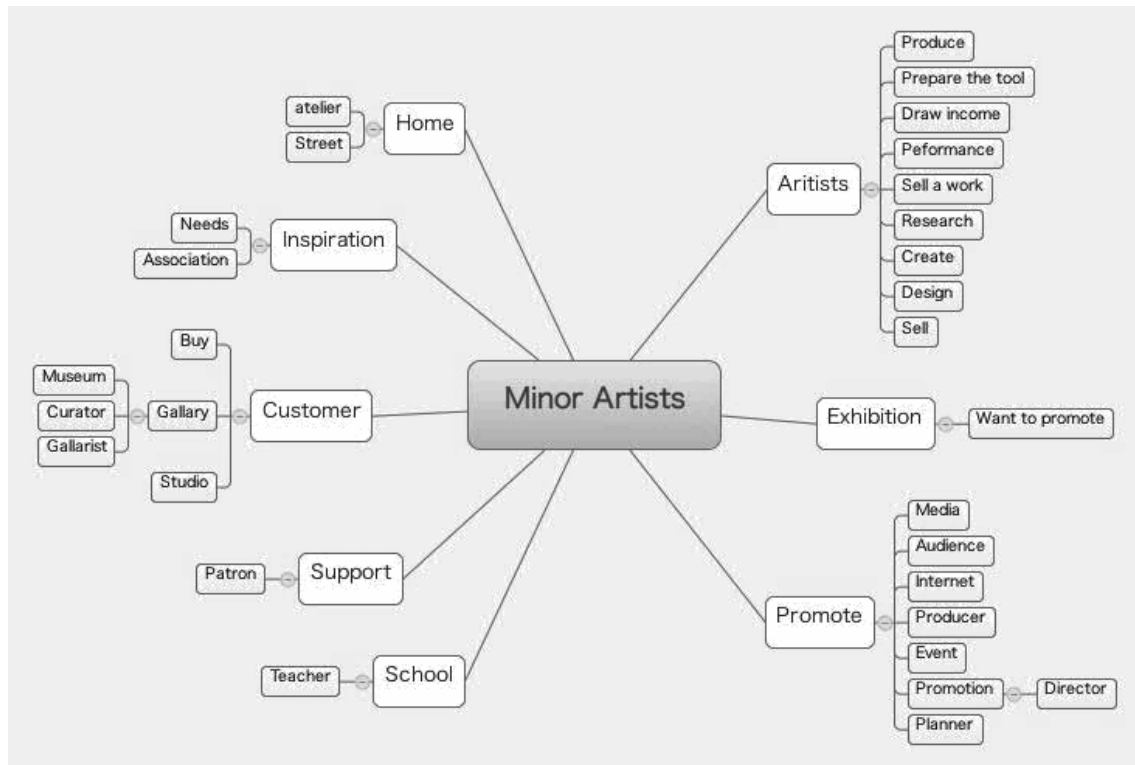 Minor Artists
Home
atelier
Street
Inspiration
Needs
Association
Customer
Buy
Gallary
Museum
Curator
Gallarist
Studio
Support
Patron
School
Teacher
Aritists
Produce
Prepare the tool
Draw income
Peformance
Sell a work
Research
Create
Design
Sell
Exhibition
Want to promote
Promote
Media
Audience
Internet
Producer
Event
Promotion
Director
Planner